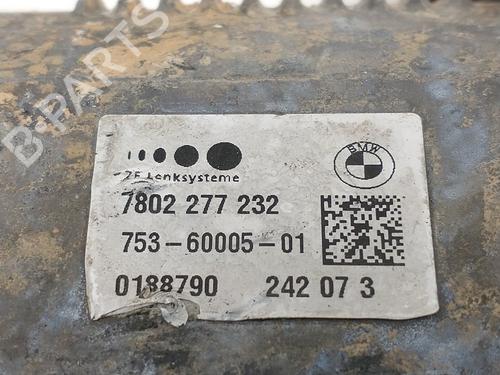 B-PARTS
BMW
ZF Lenksysteme
7802 277 232
753-60005-01
0188790 242 07 3